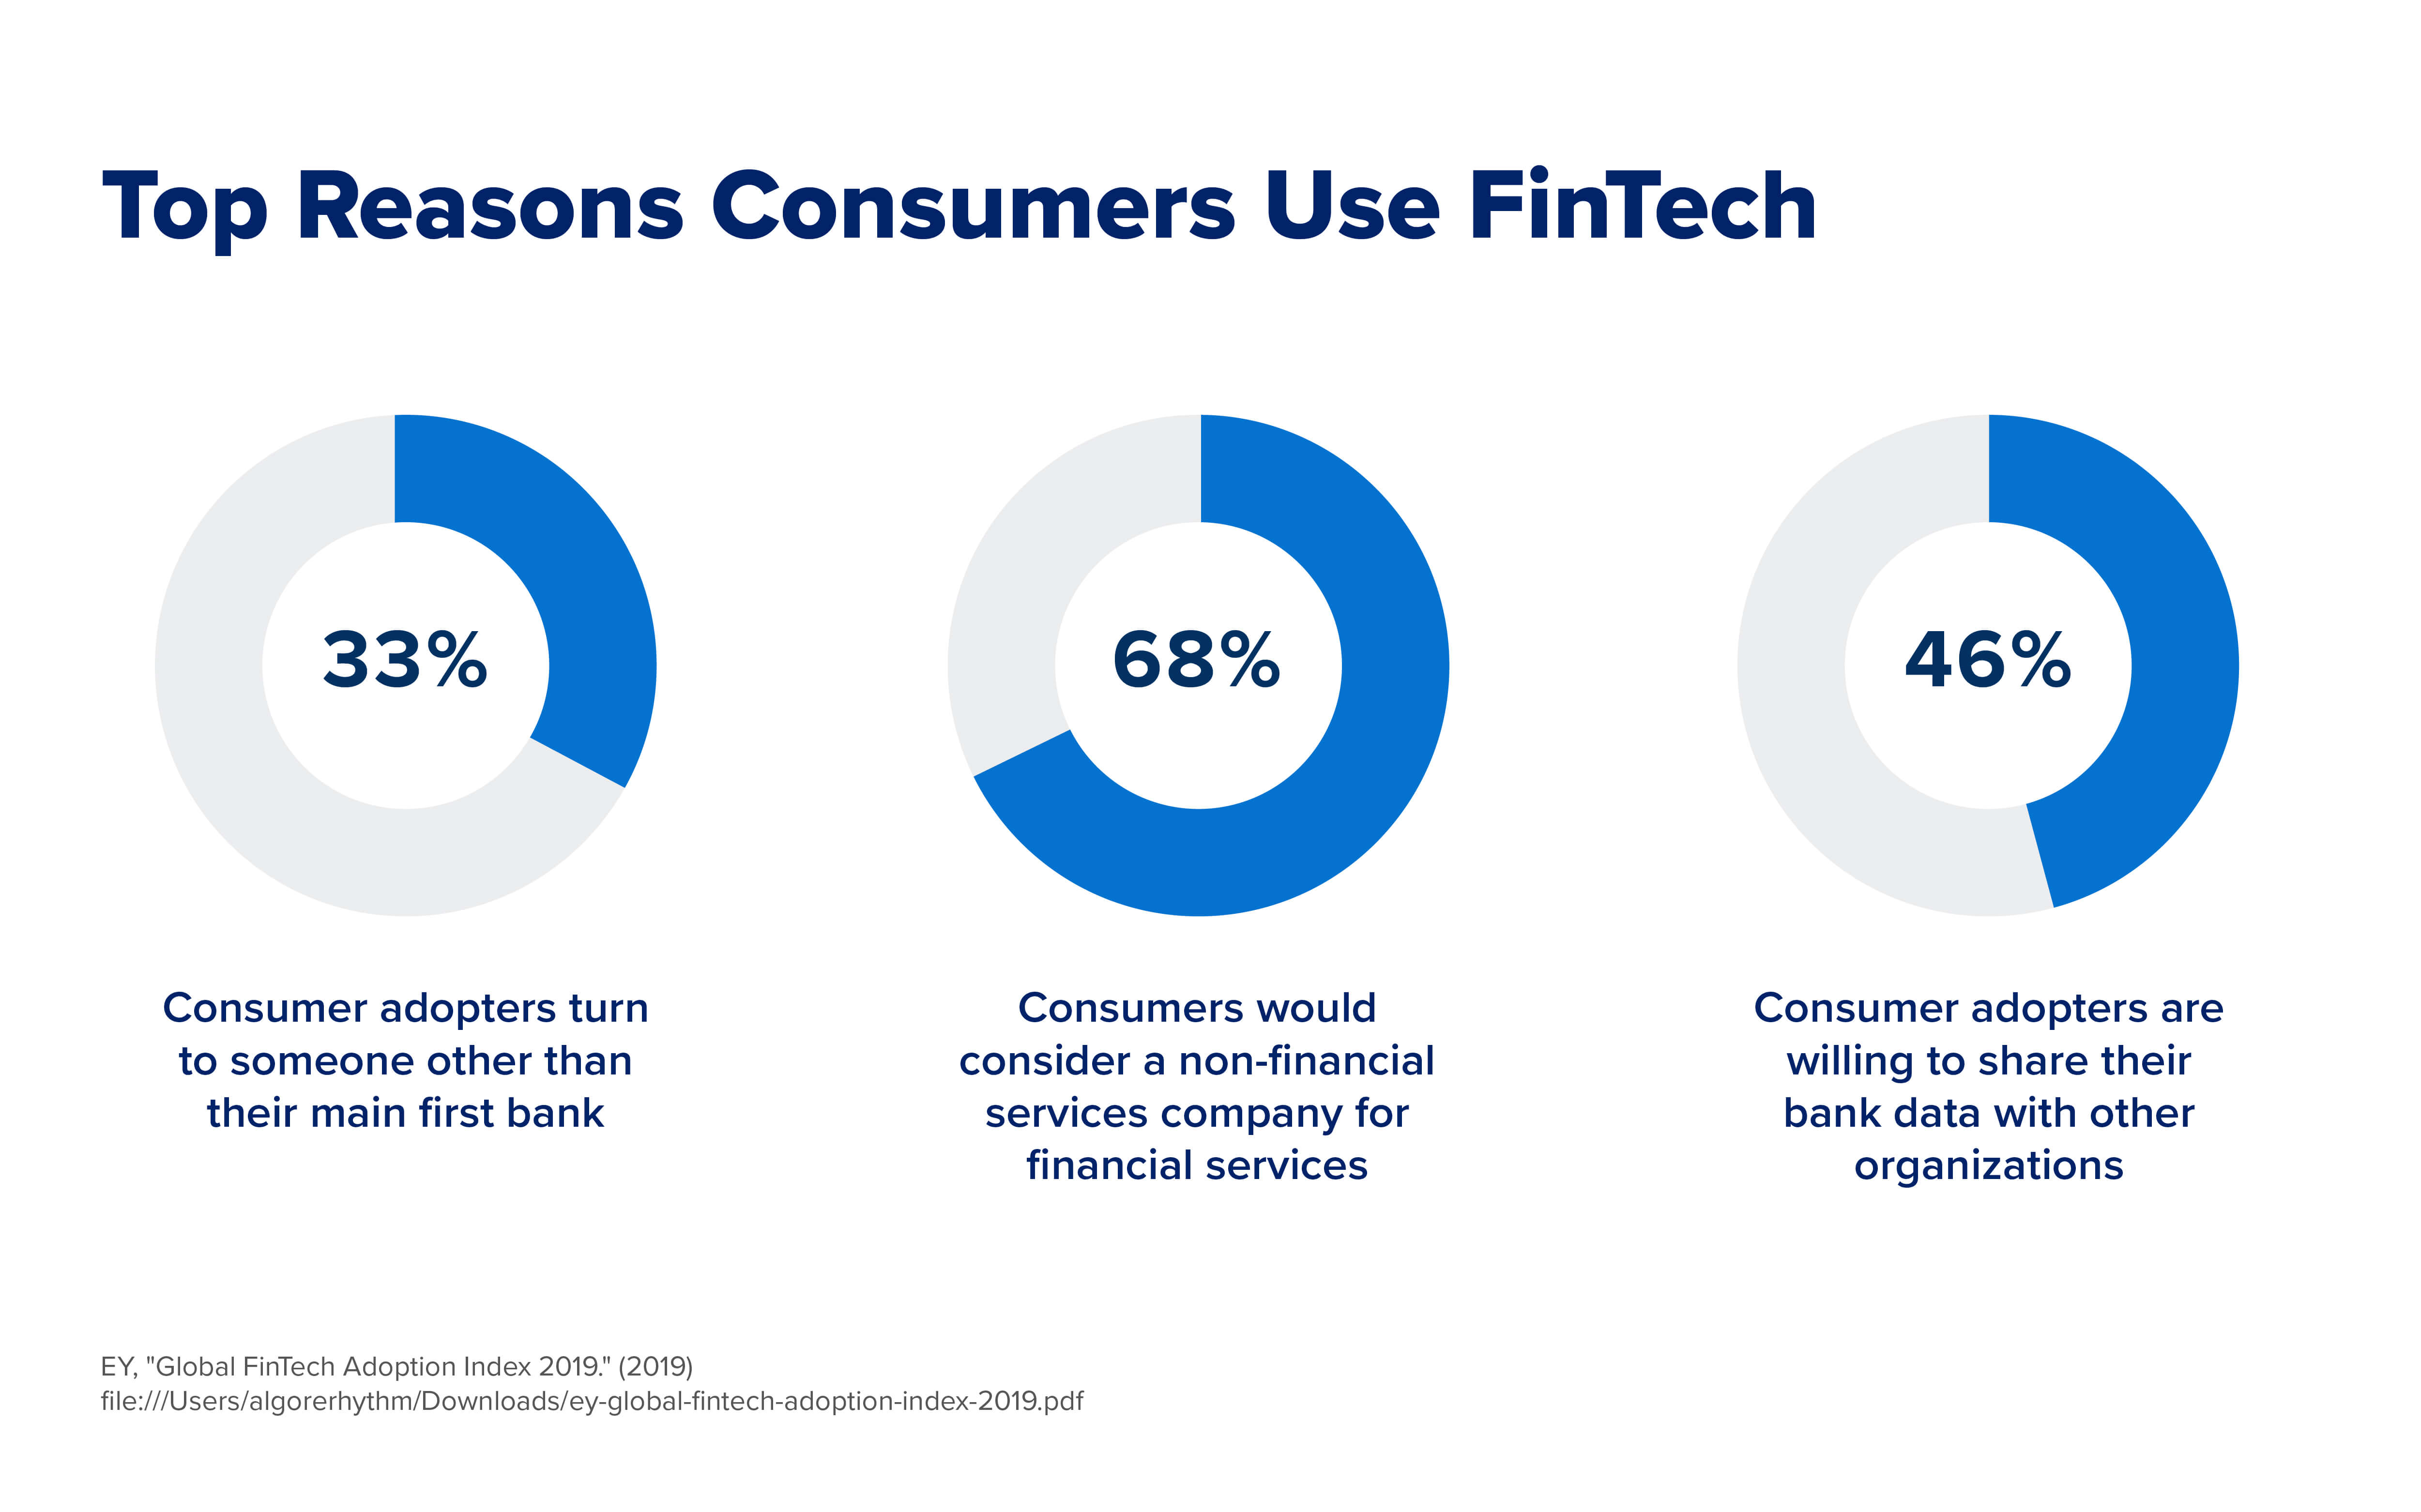 Top Reasons Consumers Use FinTech
33%
68%
46%
Consumer adopters turn
to someone other than
their main first bank
Consumers would
consider a non-financial
services company for
financial services
Consumer adopters are
willing to share their
bank data with other
organizations
EY, "Global FinTech Adoption Index 2019." (2019)
file:///Users/algorerhythm/Downloads/ey-global-fintech-adoption-index-2019.pdf